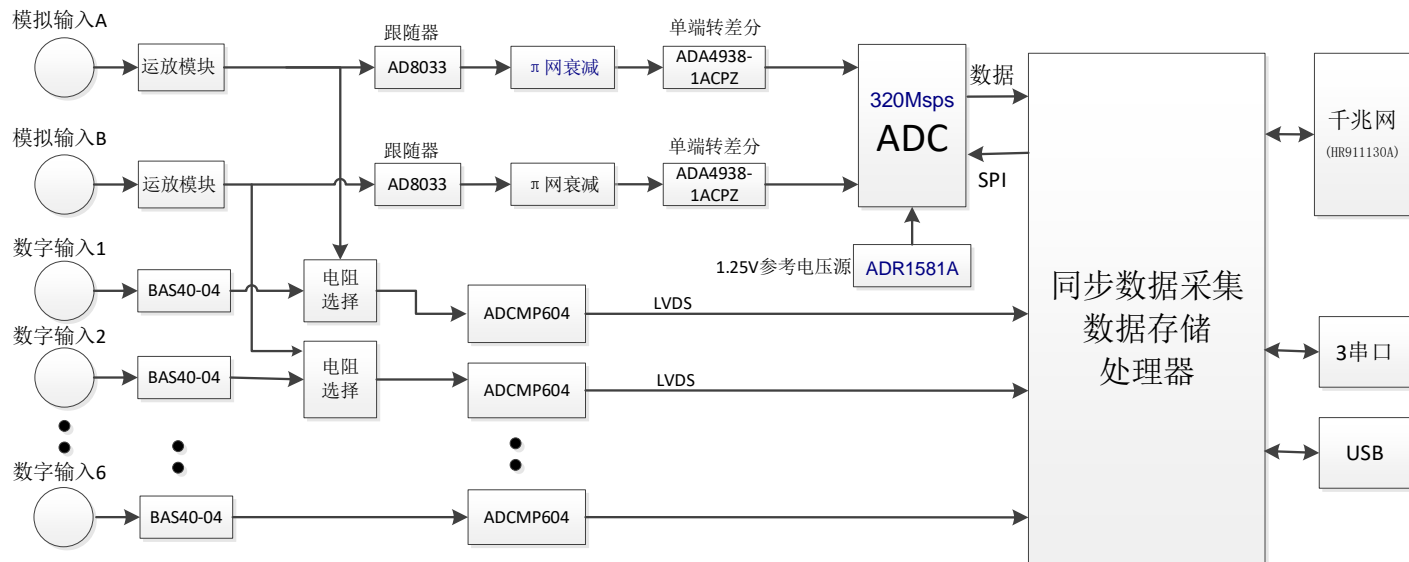 模拟输入A
运放模块
跟随器
AD8033
π网衰减
单端转差分
ADA4938-
1ACPZ
320Msps
ADC
数据
SPI
千兆网
(HR911130A)
模拟输入B
运放模块
跟随器
AD8033
π网衰减
单端转差分
ADA4938-
1ACPZ
1.25V参考电压源
ADR1581A
数字输入1
BAS40-04
电阻
选择
ADCMP604
LVDS
同步数据采集
数据存储
处理器
3串口
USB
数字输入2
BAS40-04
电阻
选择
ADCMP604
LVDS
数字输入6
BAS40-04
ADCMP604